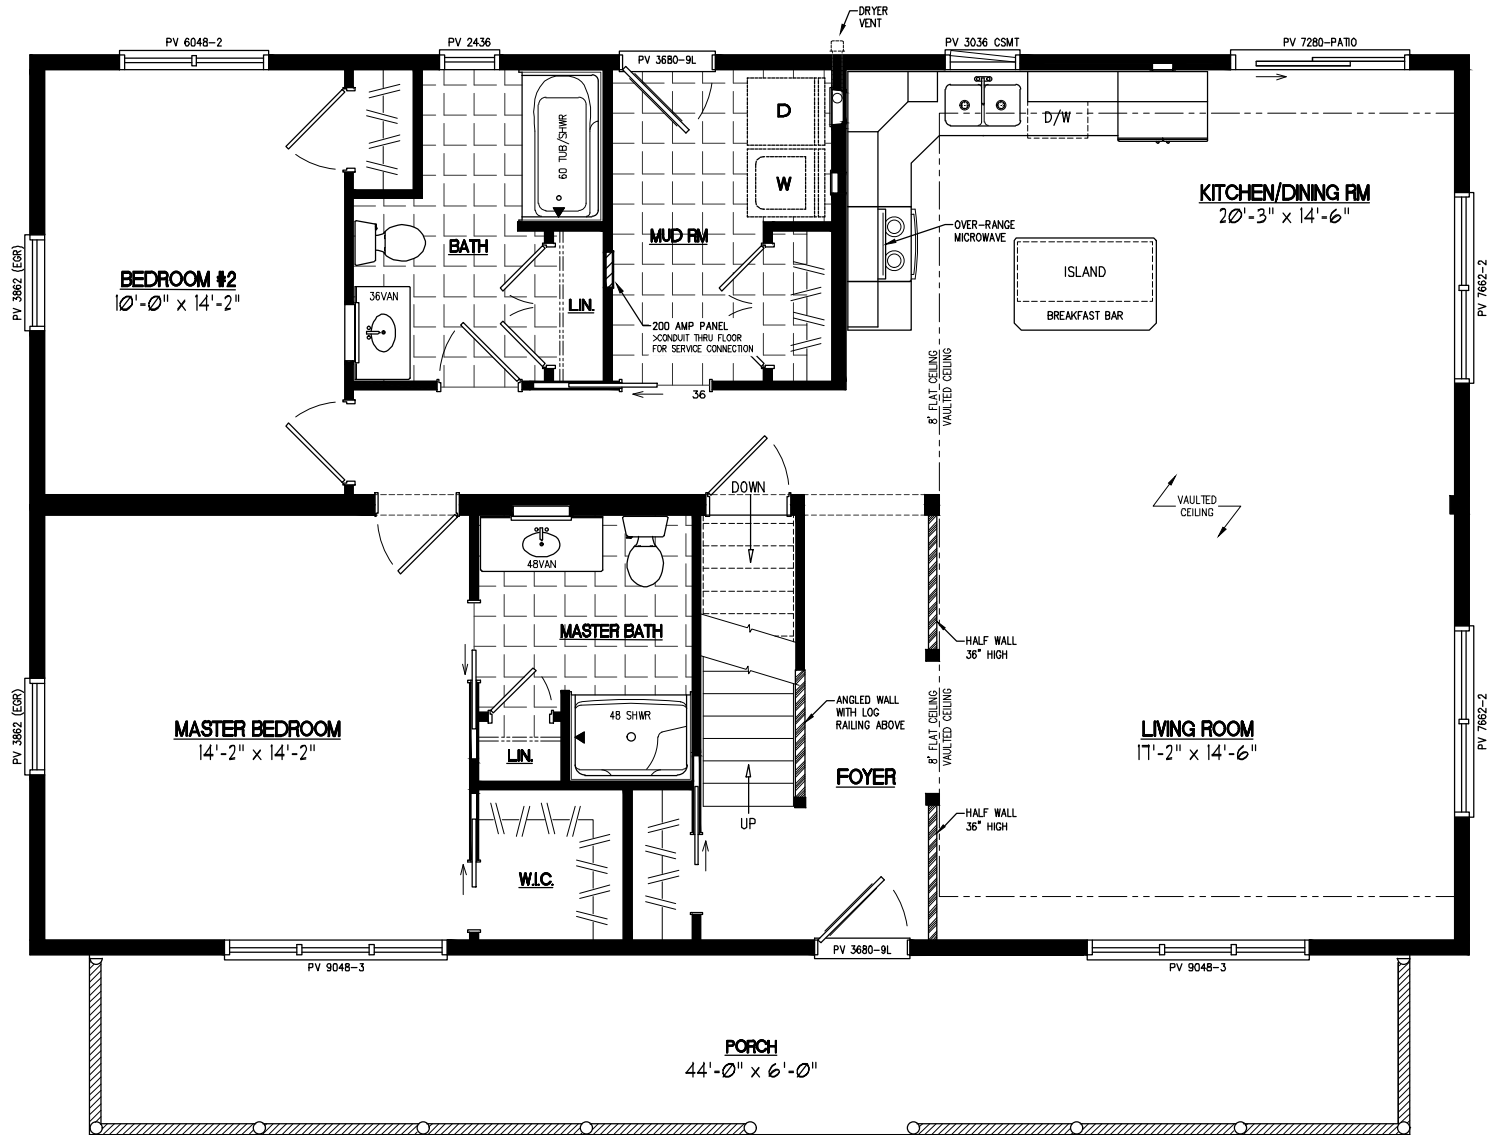 DRYER
VENT
PV 6048-2
PV 2436
PV 3680-9L
PV 3036 CSMT
PV 7280-PATIO
D
W
60 TUB/SHWR
D/W
KITCHEN/DINING RM
20'-3" x 14'-6"
OVER-RANGE
MICROWAVE
BATH
MUD RM
ISLAND
BREAKFAST BAR
PV 3862 (EGR)
BEDROOM #2
10'-0" x 14'-2"
36VAN
LIN.
200 AMP PANEL
>CONDUIT THRU FLOOR
FOR SERVICE CONNECTION
PV 7662-2
8' FLAT CEILING
VAULTED CEILING
36
DOWN
VAULTED
CEILING
48VAN
MASTER BATH
HALF WALL
36" HIGH
PV 3862 (EGR)
MASTER BEDROOM
14'-2" x 14'-2"
48 SHWR
LIN.
ANGLED WALL
WITH LOG
RAILING ABOVE
8' FLAT CEILING
VAULTED CEILING
LIVING ROOM
17'-2" x 14'-6"
PV 7662-2
FOYER
UP
HALF WALL
36" HIGH
W.I.C.
PV 9048-3
PV 3680-9L
PV 9048-3
PORCH
44'-0" x 6'-0"